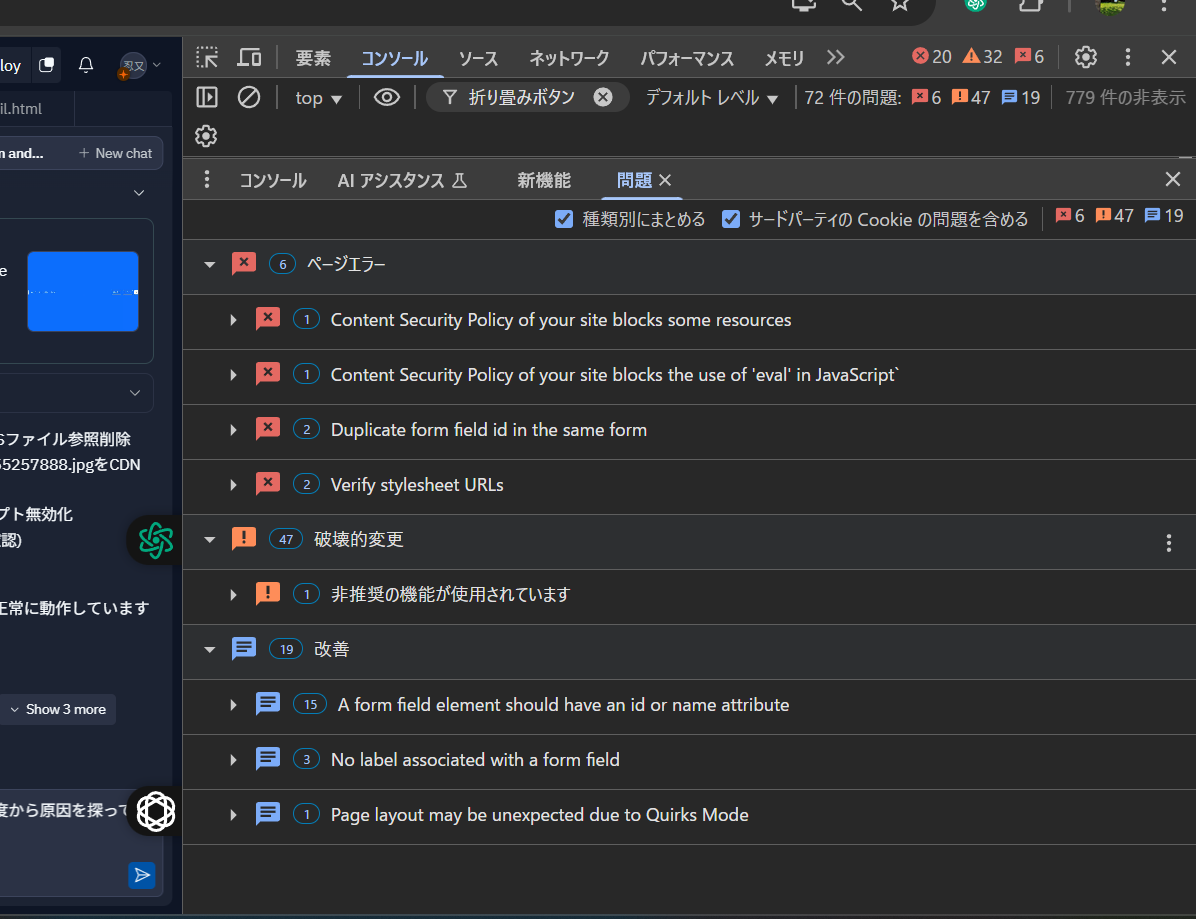 loy
忍又
il.html
n and...
+ New chat
e
Sファイル参照削除
55257888.jpgをCDN
プト無効化
認)
正常に動作しています
Show 3 more
度から原因を探って
要素 コンソール ソース ネットワーク パフォーマンス メモリ 20 32 6
top 折り畳みボタン デフォルト レベル 72 件の問題: 6 47 19 779 件の非表示
コンソール AI アシスタンス 新機能 問題
種類別にまとめる サードパーティの Cookie の問題を含める 6 47 19
6 ページエラー
1 Content Security Policy of your site blocks some resources
1 Content Security Policy of your site blocks the use of 'eval' in JavaScript`
2 Duplicate form field id in the same form
2 Verify stylesheet URLs
47 破壊的変更
1 非推奨の機能が使用されています
19 改善
15 A form field element should have an id or name attribute
3 No label associated with a form field
1 Page layout may be unexpected due to Quirks Mode